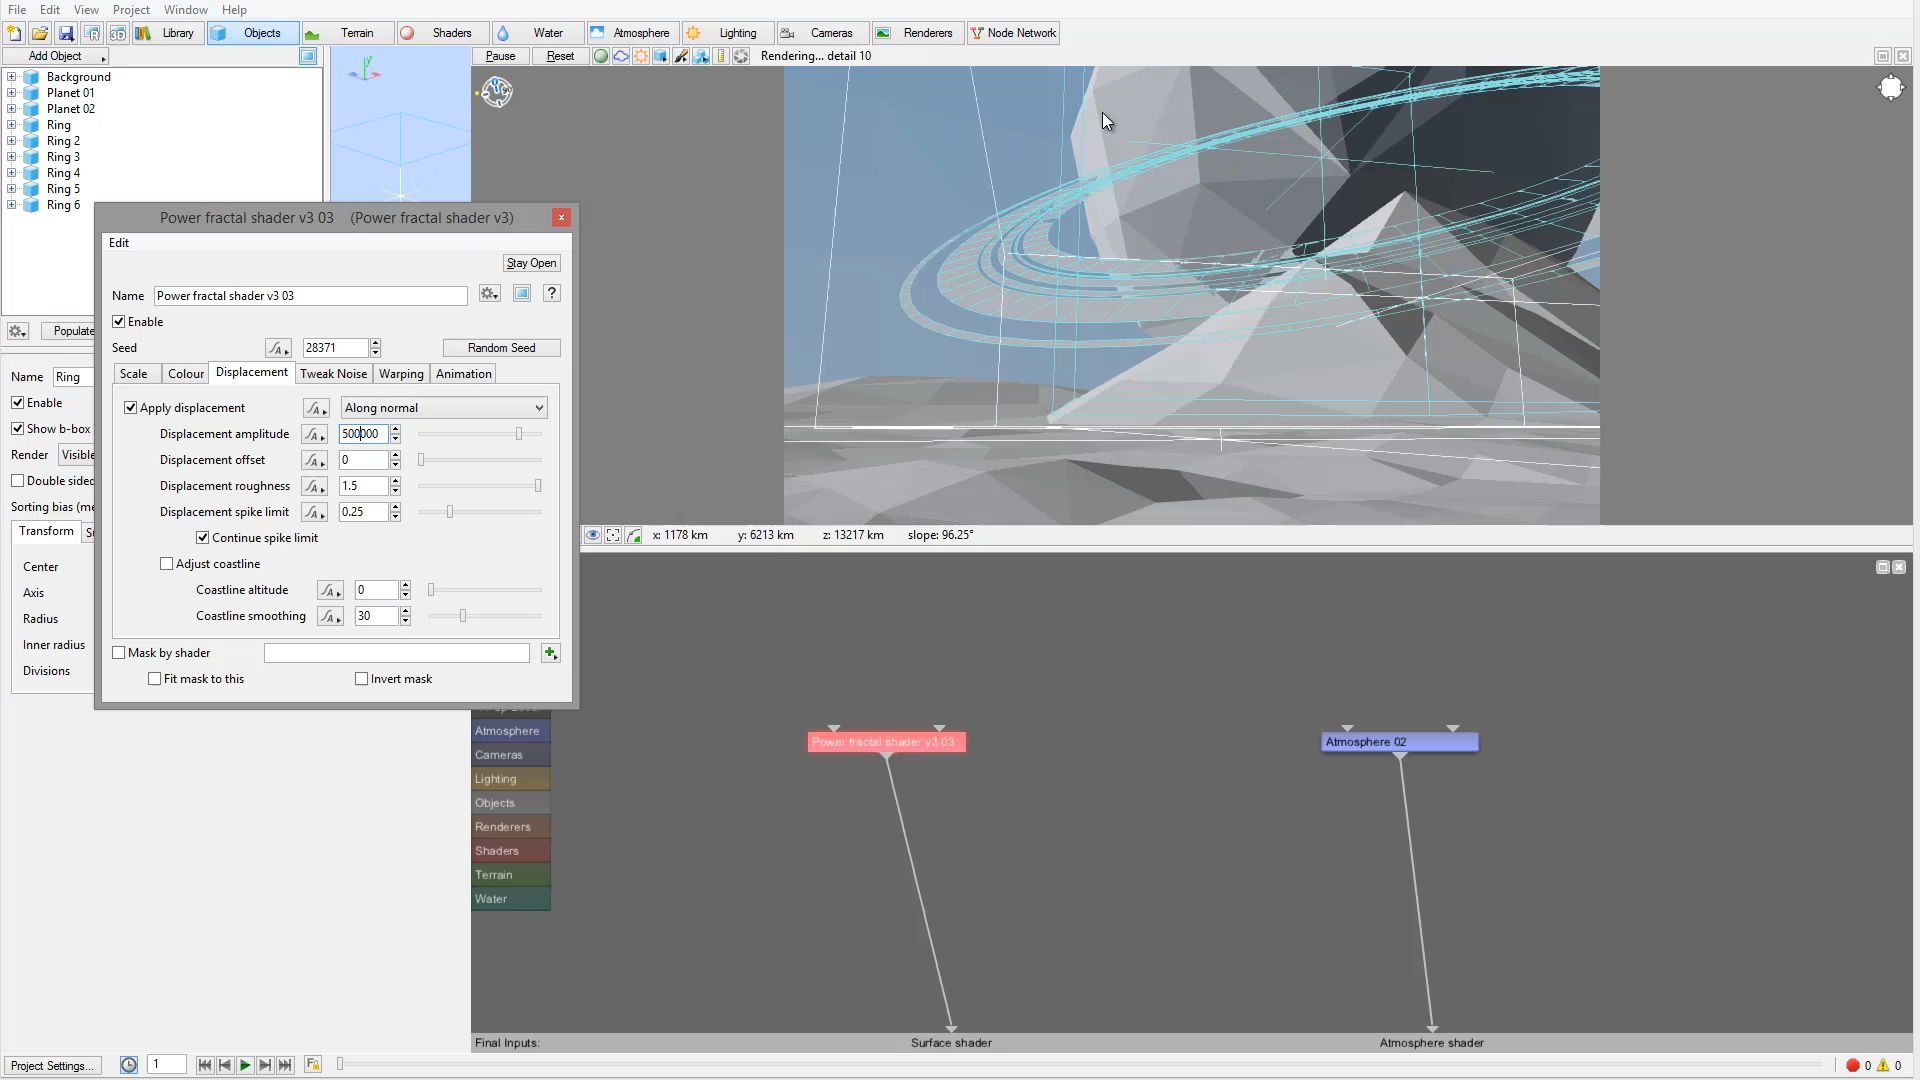 File Edit View Project Window Help
Library Objects Terrain Shaders Water Atmosphere Lighting Cameras Renderers Node Network
Add Object Pause Reset Rendering... detail 10
Background
Planet 01
Planet 02
Ring
Ring 2
Ring 3
Ring 4
Ring 5
Ring 6
Populate
Name Ring
Enable
Show b-box
Render Visible
Double sided
Sorting bias (me
Transform
Center
Axis
Radius
Inner radius
Divisions
Power fractal shader v3 03 (Power fractal shader v3)
Edit
Stay Open
Name Power fractal shader v3 03
Enable
Seed 28371 Random Seed
Scale Colour Displacement Tweak Noise Warping Animation
Apply displacement Along normal
Displacement amplitude 500000
Displacement offset 0
Displacement roughness 1.5
Displacement spike limit 0.25
Continue spike limit
Adjust coastline
Coastline altitude 0
Coastline smoothing 30
Mask by shader
Fit mask to this Invert mask
x: 1178 km y: 6213 km z: 13217 km slope: 96.25°
Atmosphere
Cameras
Lighting
Objects
Renderers
Shaders
Terrain
Water
Power fractal shader v3 03
Atmosphere 02
Final Inputs: Surface shader Atmosphere shader
Project Settings... 1 0 0